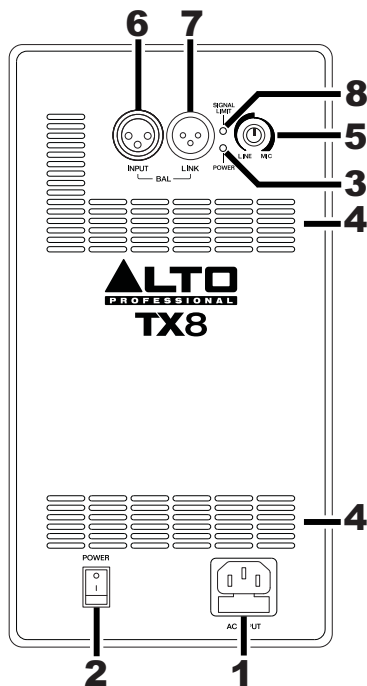 6 7
SIGNAL
LIMIT
8
5
LINE MIC
INPUT LINK
BAL
POWER
3
4
ALTO
PROFESSIONAL
TX8
4
POWER
O
I
AC PUT
2 1